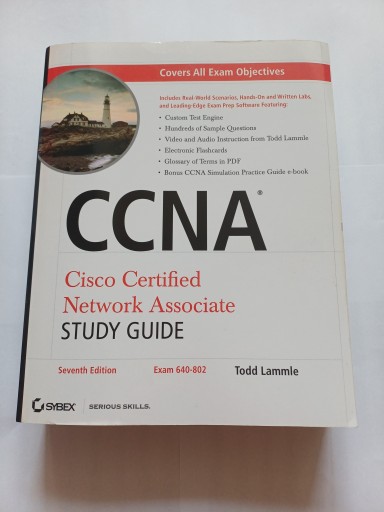 Covers All Exam Objectives
Includes Real-World Scenarios, Hands-On and Written Labs,
and Leading-Edge Exam Prep Software Featuring:
• Custom Test Engine
• Hundreds of Sample Questions
• Video and Audio Instruction from Todd Lammle
• Electronic Flashcards
• Glossary of Terms in PDF
• Bonus CCNA Simulation Practice Guide e-book
CCNA®
Cisco Certified
Network Associate
STUDY GUIDE
Seventh Edition Exam 640-802 Todd Lammle
SYBEX SERIOUS SKILLS.